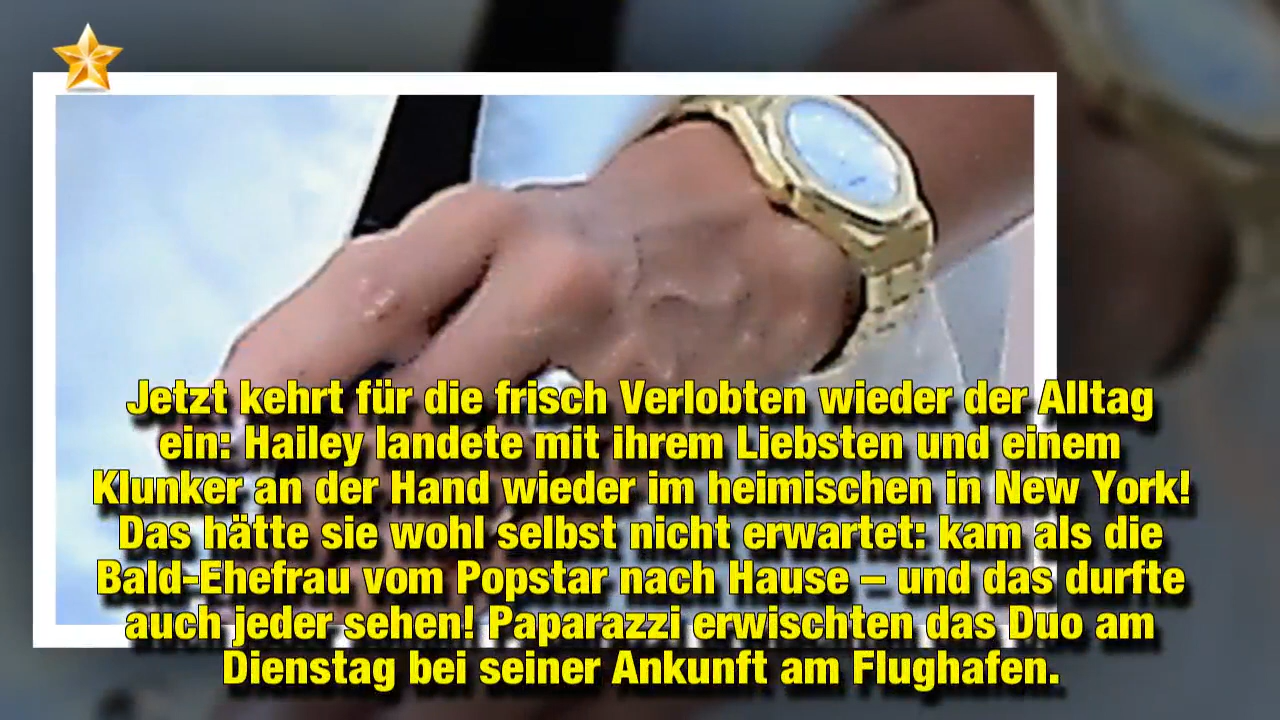 Jetzt kehrt für die frisch Verlobten wieder der Alltag
ein: Hailey landete mit ihrem Liebsten und einem
Klunker an der Hand wieder im heimischen in New York!
Das hätte sie wohl selbst nicht erwartet: kam als die
Bald-Ehefrau vom Popstar nach Hause – und das durfte
auch jeder sehen! Paparazzi erwischten das Duo am
Dienstag bei seiner Ankunft am Flughafen.